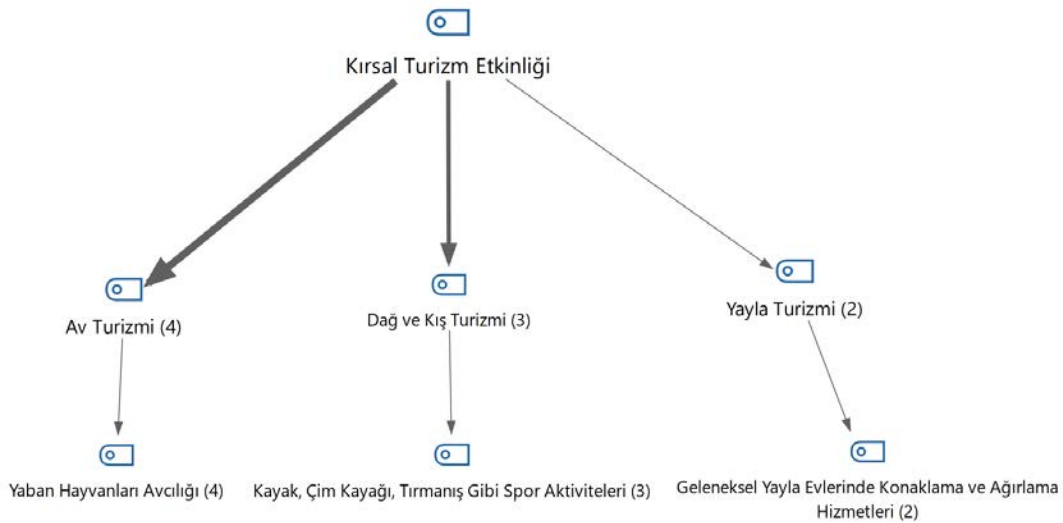 Kırsal Turizm Etkinliği
Av Turizmi (4)
Dağ ve Kış Turizmi (3)
Yayla Turizmi (2)
Yaban Hayvanları Avcılığı (4)
Kayak, Çim Kayağı, Tırmanış Gibi Spor Aktiviteleri (3)
Geleneksel Yayla Evlerinde Konaklama ve Ağırlama
Hizmetleri (2)